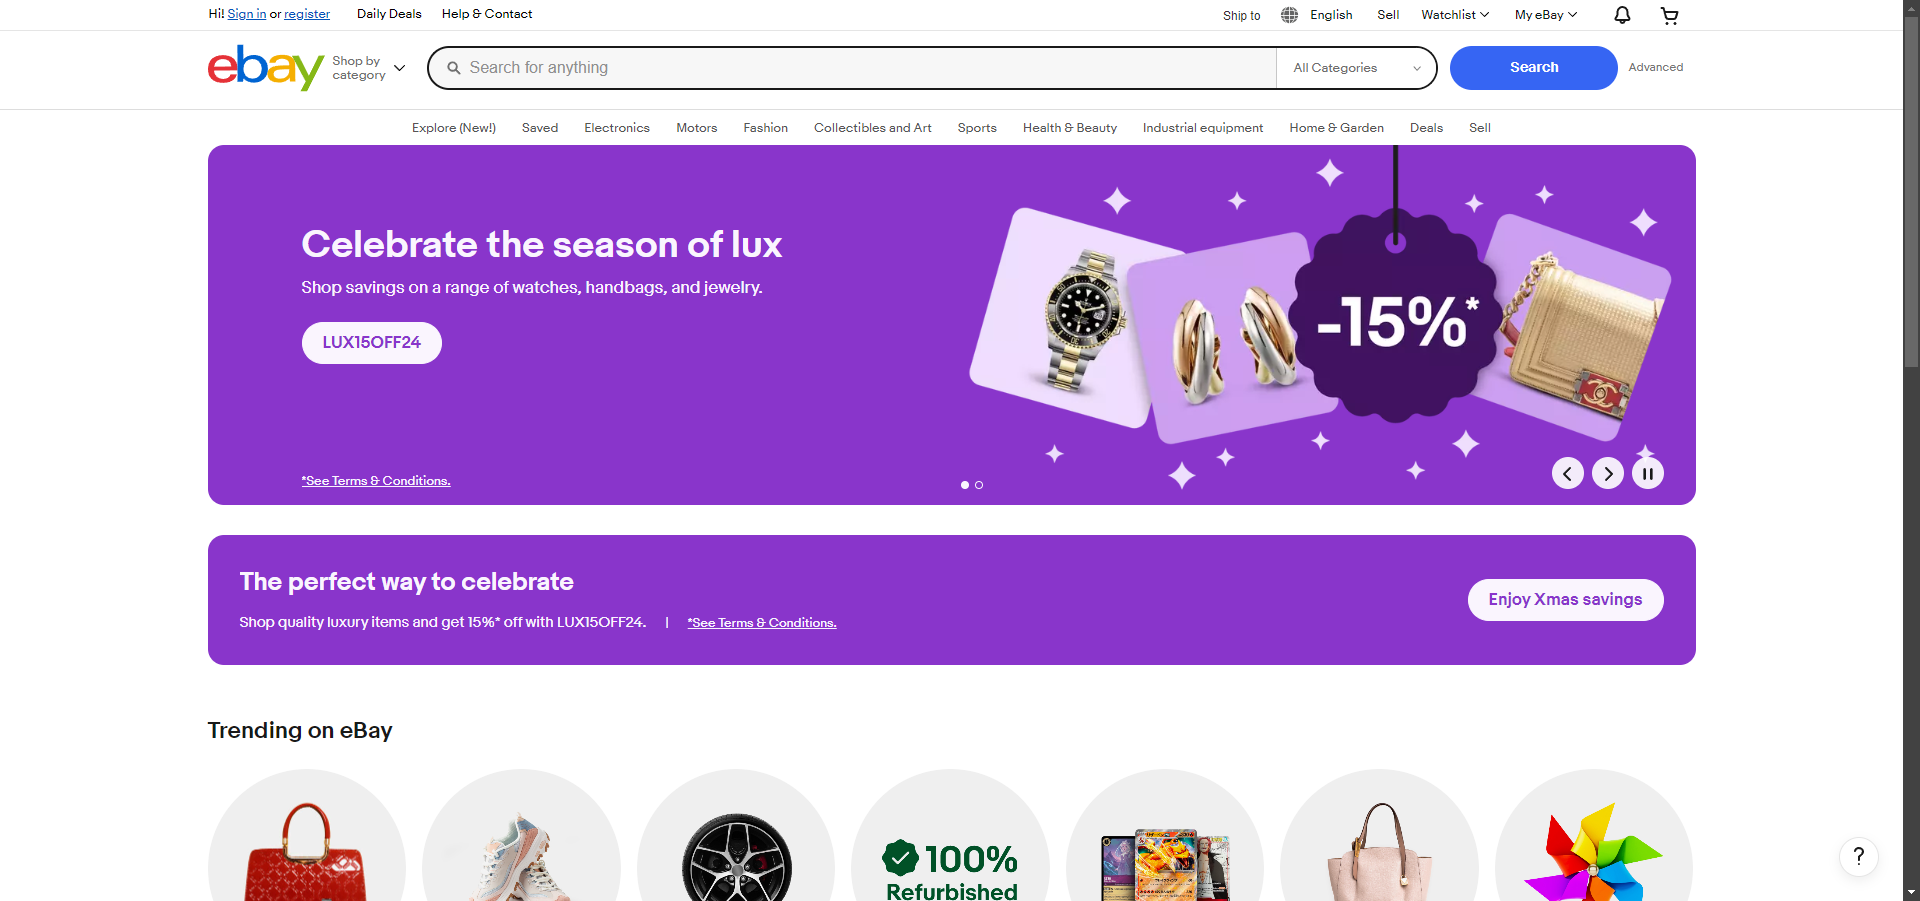 Hi! Sign in or register Daily Deals Help & Contact Ship to English Sell Watchlist My eBay
ebay
Shop by
category
Search for anything
All Categories
Search
Advanced
Explore (New!) Saved Electronics Motors Fashion Collectibles and Art Sports Health & Beauty Industrial equipment Home & Garden Deals Sell
Celebrate the season of lux
Shop savings on a range of watches, handbags, and jewelry.
LUX15OFF24
*See Terms & Conditions.
-15%*
The perfect way to celebrate
Shop quality luxury items and get 15%* off with LUX15OFF24. | *See Terms & Conditions.
Enjoy Xmas savings
Trending on eBay
100%
Refurbished
?